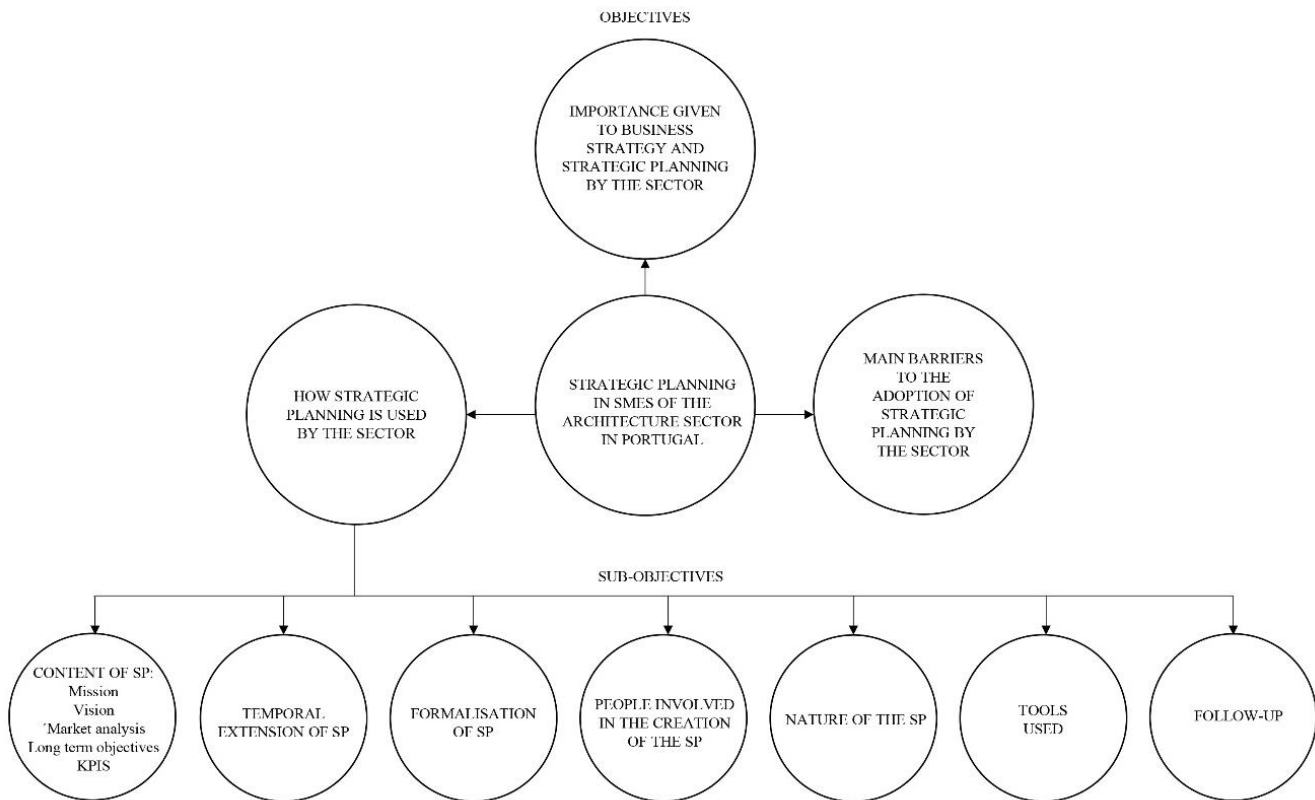 OBJECTIVES
IMPORTANCE GIVEN
TO BUSINESS
STRATEGY AND
STRATEGIC PLANNING
BY THE SECTOR
HOW STRATEGIC
PLANNING IS USED
BY THE SECTOR
STRATEGIC PLANNING
IN SMES OF THE
ARCHITECTURE SECTOR
IN PORTUGAL
MAIN BARRIERS
TO THE
ADOPTION OF
STRATEGIC
PLANNING BY
THE SECTOR
SUB-OBJECTIVES
CONTENT OF SP:
Mission
Vision
´Market analysis
Long term objectives
KPIS
TEMPORAL
EXTENSION OF SP
FORMALISATION
OF SP
PEOPLE INVOLVED
IN THE CREATION
OF THE SP
NATURE OF THE SP
TOOLS
USED
FOLLOW-UP